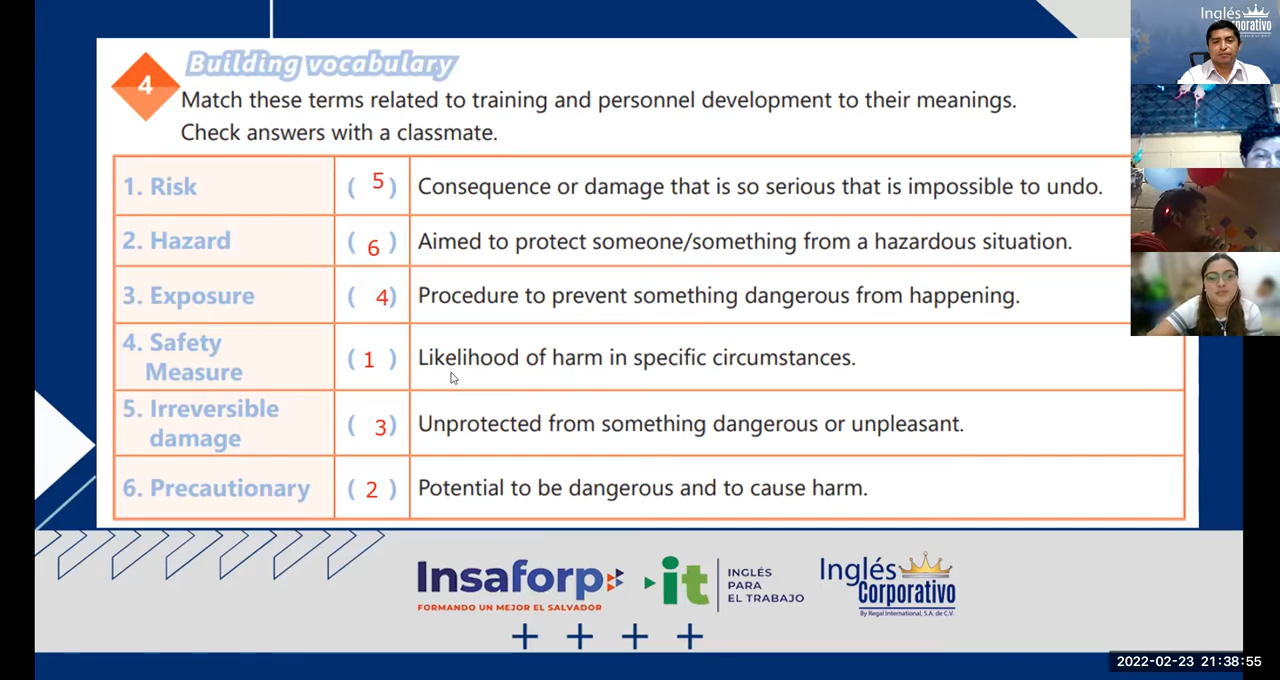 Building vocabulary
4
Match these terms related to training and personnel development to their meanings.
Check answers with a classmate.
1. Risk ( 5 ) Consequence or damage that is so serious that is impossible to undo.
2. Hazard ( 6 ) Aimed to protect someone/something from a hazardous situation.
3. Exposure ( 4 ) Procedure to prevent something dangerous from happening.
4. Safety
Measure ( 1 ) Likelihood of harm in specific circumstances.
5. Irreversible
damage ( 3 ) Unprotected from something dangerous or unpleasant.
6. Precautionary ( 2 ) Potential to be dangerous and to cause harm.
Insaforp
FORMANDO UN MEJOR EL SALVADOR
it
INGLÉS
PARA
EL TRABAJO
Inglés
Corporativo
By Regal International, S.A. de C.V.
Inglés
2022-02-23 21:38:55